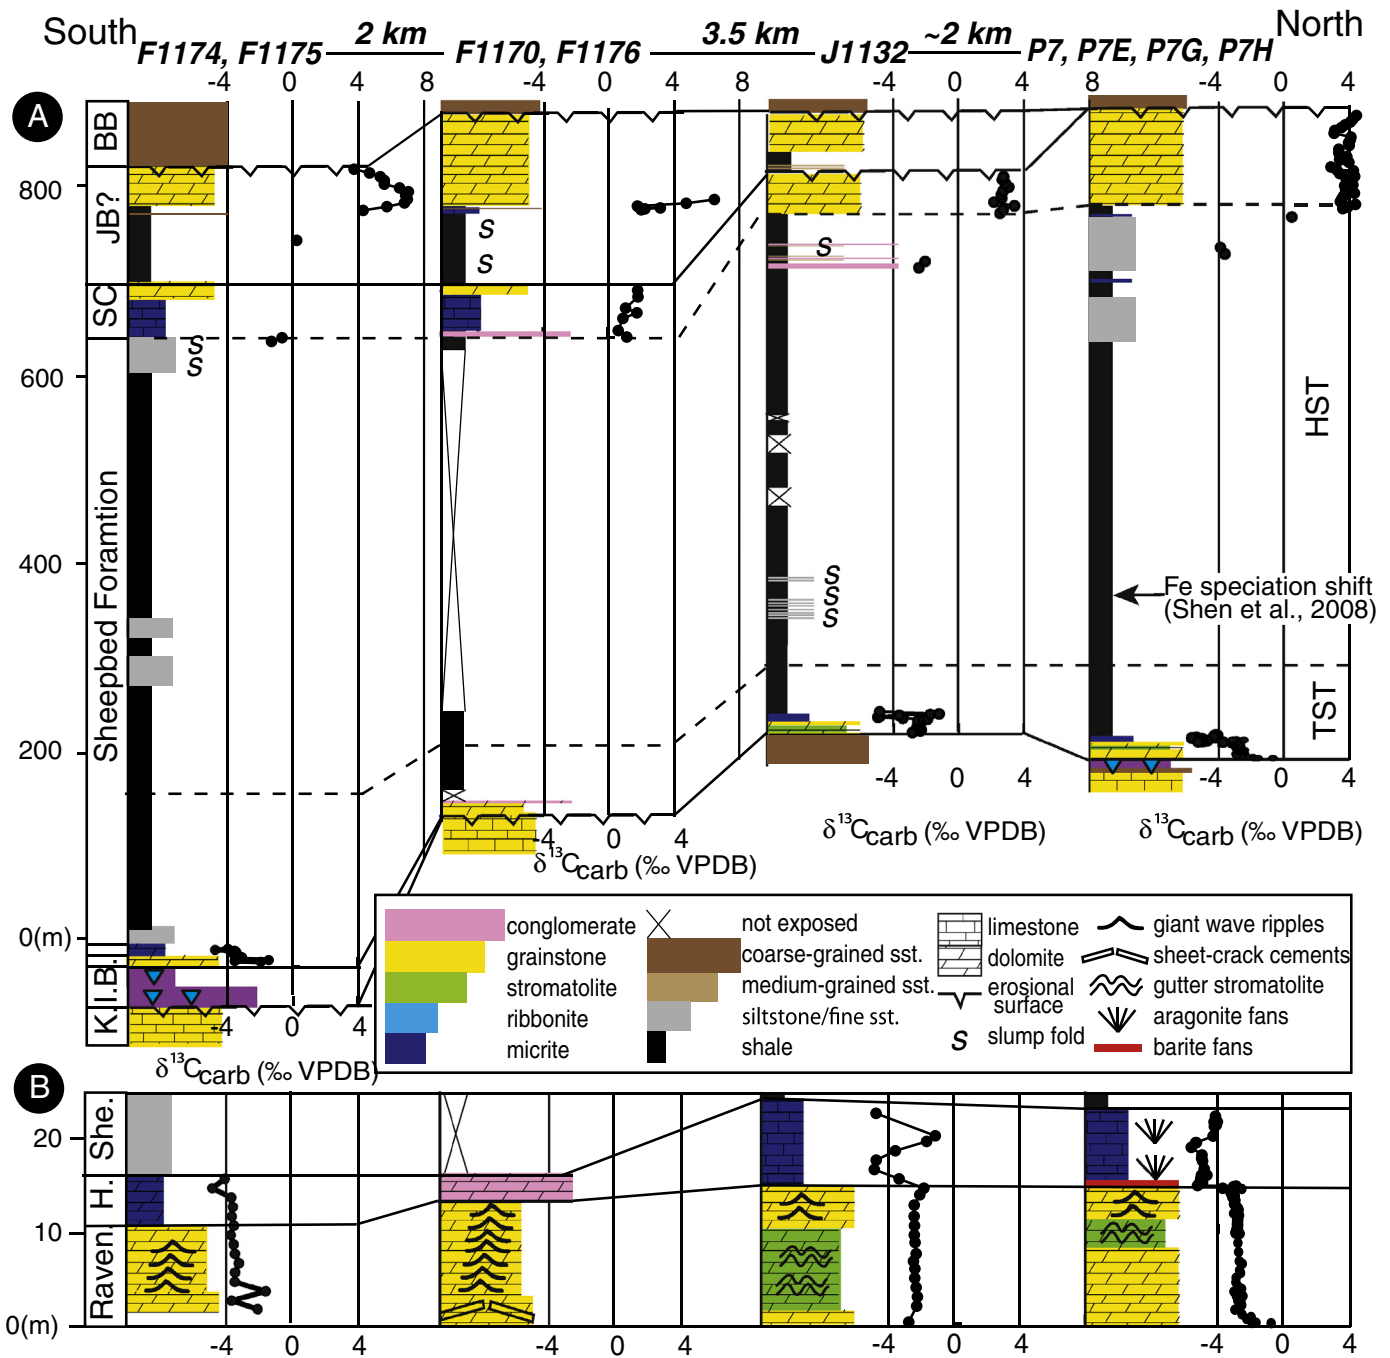 South
North
2 km
3.5 km
~2 km
F1174, F1175
F1170, F1176
J1132
P7, P7E, P7G, P7H
-4 0 4 8 -4 0 4 8 -4 0 4 8 -4 0 4
A
BB
JB?
SC
Sheepbed Foramtion
I.B.
K.
800
600
400
200
0(m)
S
S
S
S
S
S
S
S
HST
TST
Fe speciation shift
(Shen et al., 2008)
-4 0 4
δ¹³Ccarb (‰ VPDB)
-4 0 4
δ¹³Ccarb (‰ VPDB)
-4 0 4
δ¹³Ccarb (‰ VPDB)
-4 0 4
δ¹³Ccarb (‰ VPDB)
conglomerate
grainstone
stromatolite
ribbonite
micrite
not exposed
coarse-grained sst.
medium-grained sst.
siltstone/fine sst.
shale
limestone
dolomite
erosional
surface
S slump fold
giant wave ripples
sheet-crack cements
gutter stromatolite
aragonite fans
barite fans
B
She.
H.
Raven.
20
10
0(m)
-4 0 4 -4 0 4 -4 0 4 -4 0 4